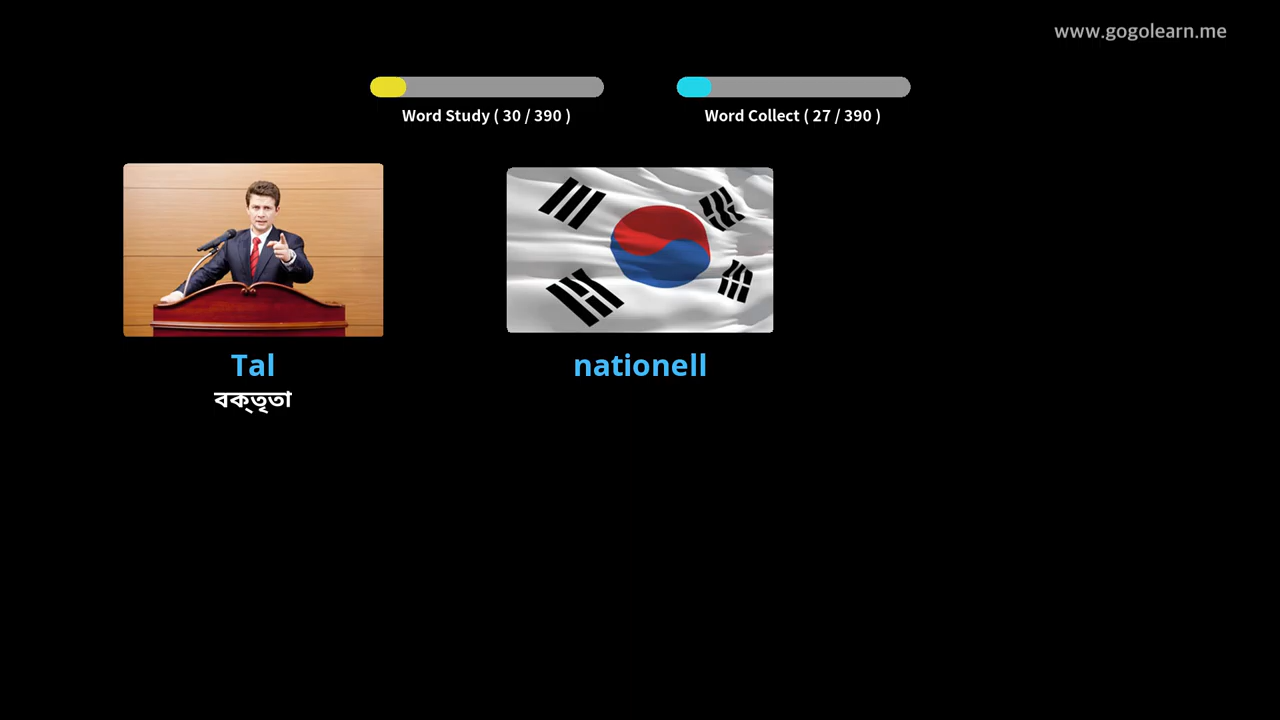 www.gogolearn.me
Word Study ( 30 / 390 )
Word Collect ( 27 / 390 )
Tal
বক্তৃতা
nationell